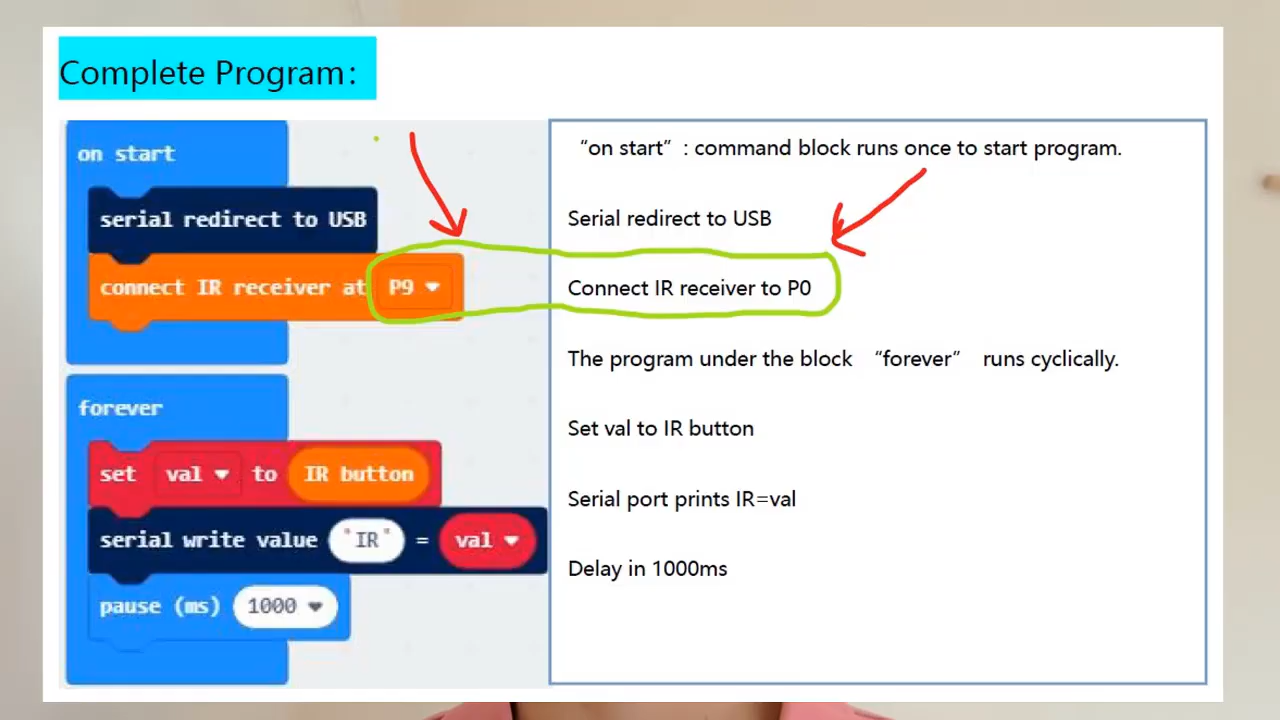 Complete Program:
on start
serial redirect to USB
connect IR receiver at P9
forever
set val to IR button
serial write value "IR" = val
pause (ms) 1000
“on start”: command block runs once to start program.
Serial redirect to USB
Connect IR receiver to P0
The program under the block “forever” runs cyclically.
Set val to IR button
Serial port prints IR=val
Delay in 1000ms